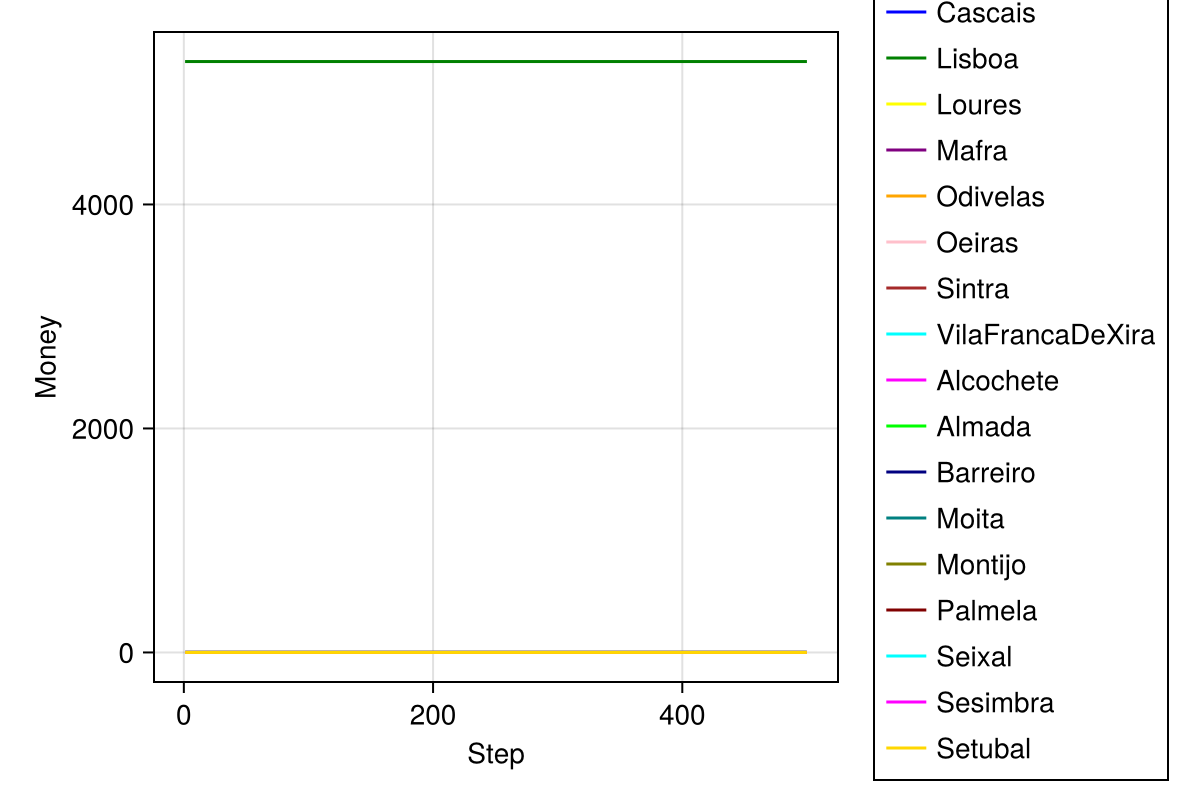 4000
2000
0
0
200
400
Step
Money
Cascais
Lisboa
Loures
Mafra
Odivelas
Oeiras
Sintra
VilaFrancaDeXira
Alcochete
Almada
Barreiro
Moita
Montijo
Palmela
Seixal
Sesimbra
Setubal